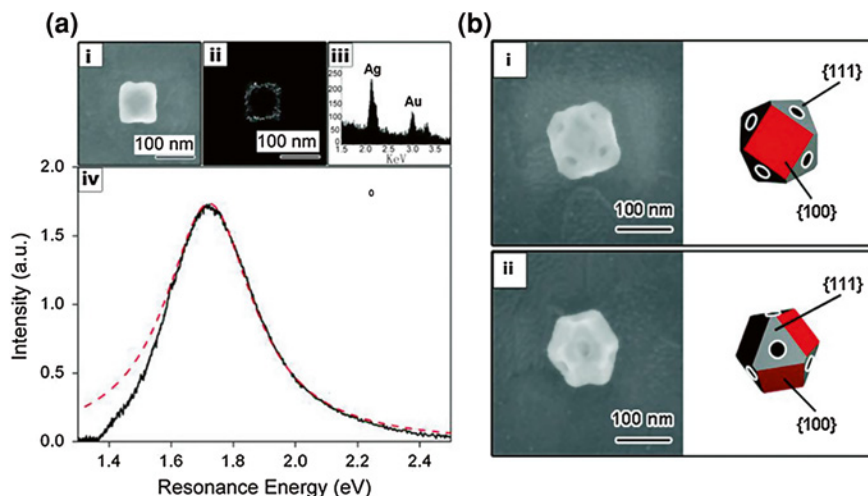 (a)
i
100 nm
ii
100 nm
iii
250
200
150
100
50
0
Ag
Au
1.5 2.0 2.5 3.0 3.5
KeV
iv
2.0
1.5
1.0
0.5
0.0
Intensity (a.u.)
1.4 1.6 1.8 2.0 2.2 2.4
Resonance Energy (eV)
(b)
i
100 nm
{111}
{100}
ii
100 nm
{111}
{100}